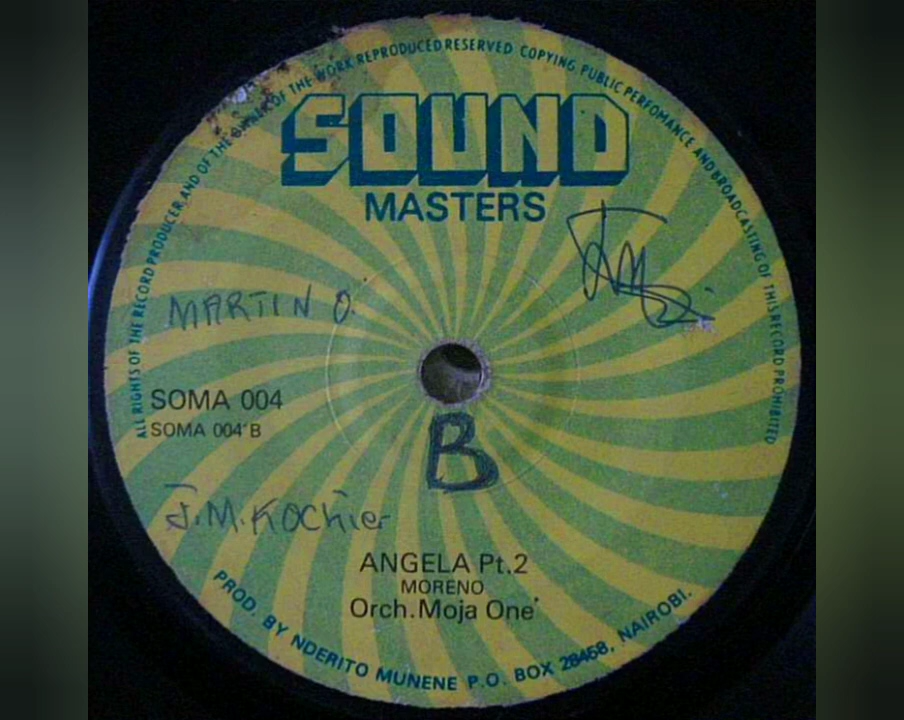 ALL RIGHTS OF THE RECORD PRODUCER AND OF THE OWNER OF THE WORK REPRODUCED RESERVED COPYING PUBLIC PERFOMANCE AND BROADCASTING OF THIS RECORD PROHIBITED
SOUND
MASTERS
MARTIN O.
SOMA 004
SOMA 004'B
B
J.M. Kochier
ANGELA Pt.2
MORENO
Orch.Moja One'
PROD. BY NDERITO MUNENE P.O. BOX 28458, NAIROBI.